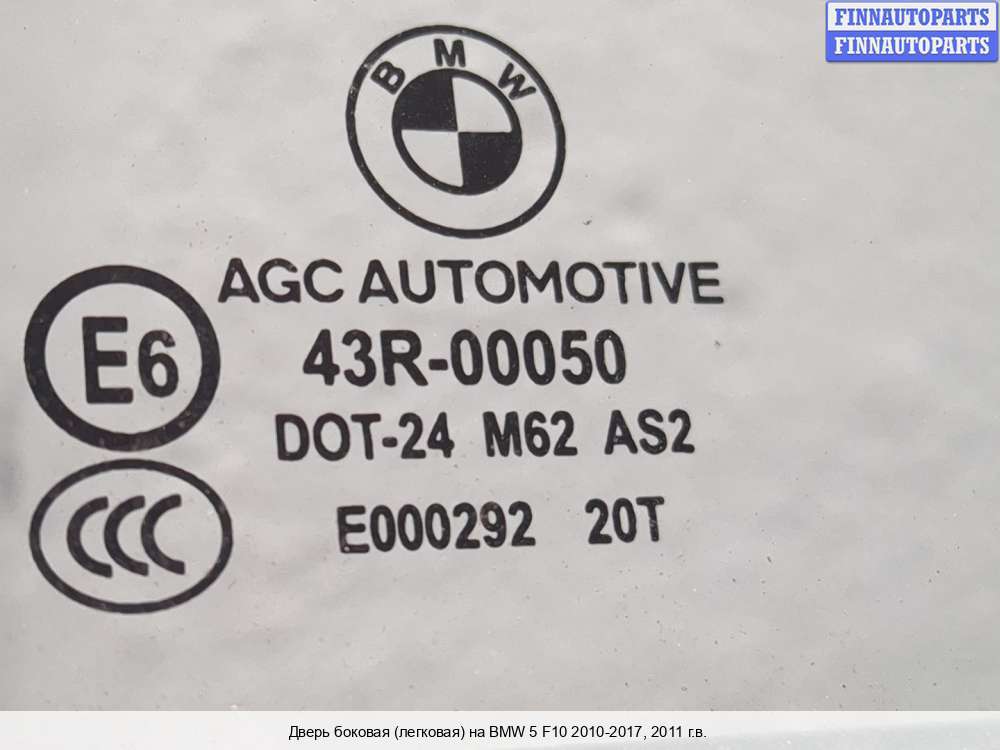 FINNAUTOPARTS
FINNAUTOPARTS
BMW
AGC AUTOMOTIVE
E6
43R-00050
DOT-24 M62 AS2
CCC
E000292 20T
Дверь боковая (легковая) на BMW 5 F10 2010-2017, 2011 г.в.